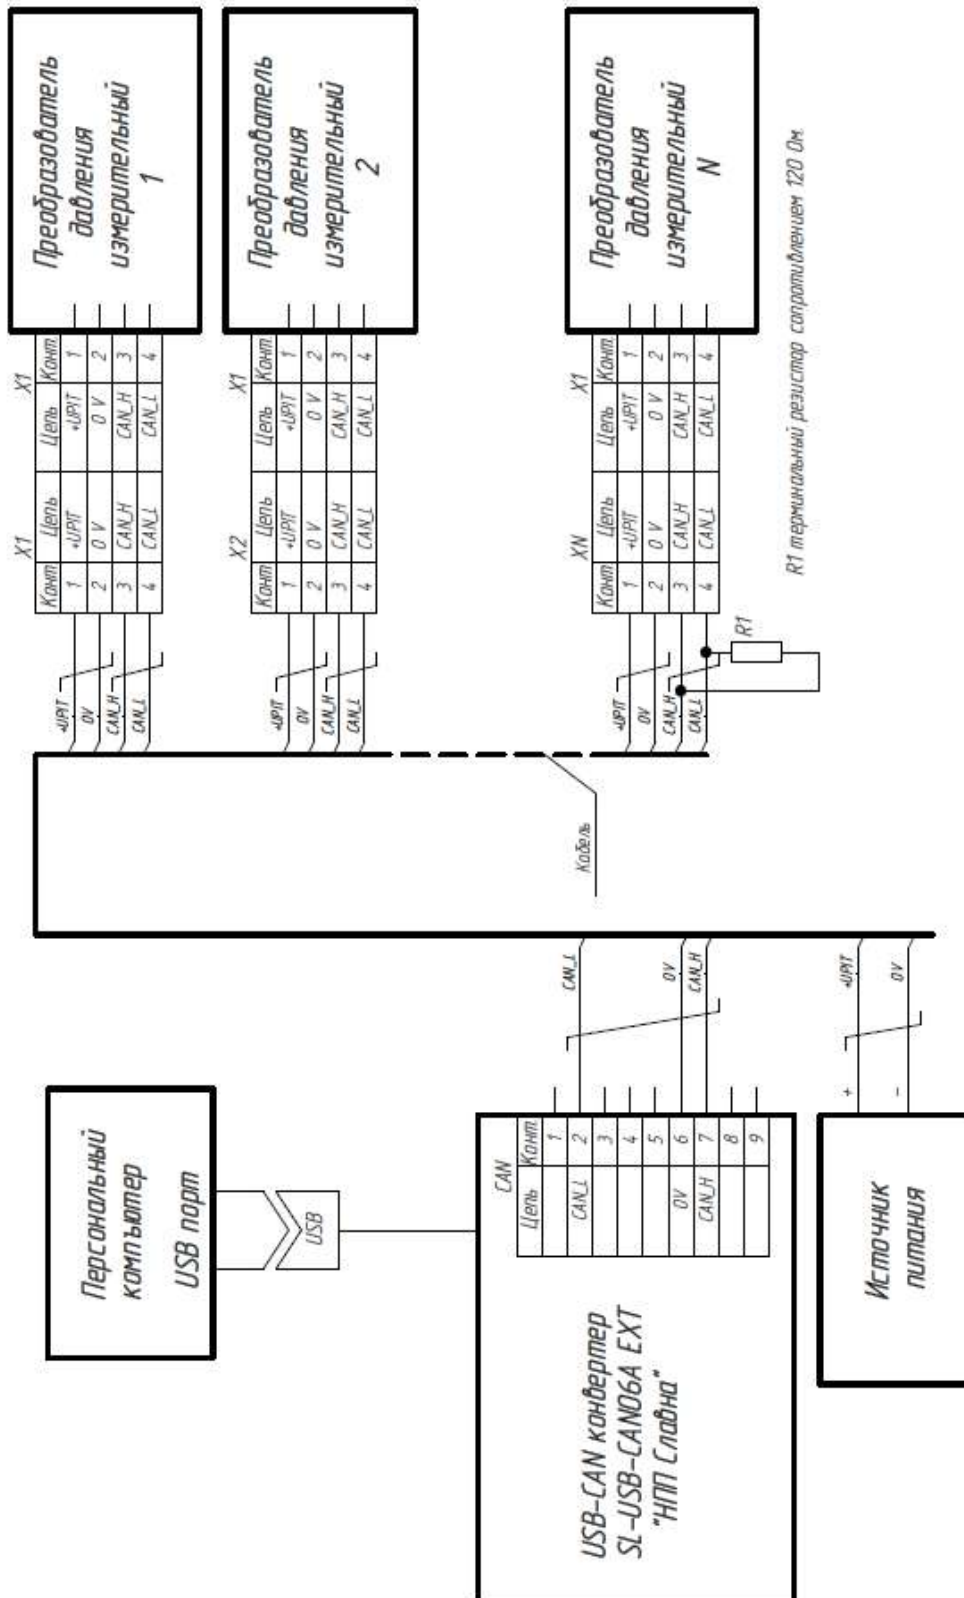 Персональный
компьютер
USB порт
USB
USB-CAN конвертер
SL-USB-CAN06A EXT
"НПП Славна"
CAN
Цепь Конт.
1
CAN_L 2
3
4
5
0V 6
CAN_H 7
8
9
CAN_L
0V
CAN_H
Источник
питания
+
-
+UPIT
0V
Кабель
+UPIT
0V
CAN_H
CAN_L
X1 X1
Конт. Цепь Цепь Конт.
1 +UPIT +UPIT 1
2 0 V 0 V 2
3 CAN_H CAN_H 3
4 CAN_L CAN_L 4
Преобразователь
давления
измерительный
1
+UPIT
0V
CAN_H
CAN_L
X2 X1
Конт. Цепь Цепь Конт.
1 +UPIT +UPIT 1
2 0 V 0 V 2
3 CAN_H CAN_H 3
4 CAN_L CAN_L 4
Преобразователь
давления
измерительный
2
+UPIT
0V
CAN_H
CAN_L
XN X1
Конт. Цепь Цепь Конт.
1 +UPIT +UPIT 1
2 0 V 0 V 2
3 CAN_H CAN_H 3
4 CAN_L CAN_L 4
Преобразователь
давления
измерительный
N
R1
R1 терминальный резистор сопротивлением 120 Ом.